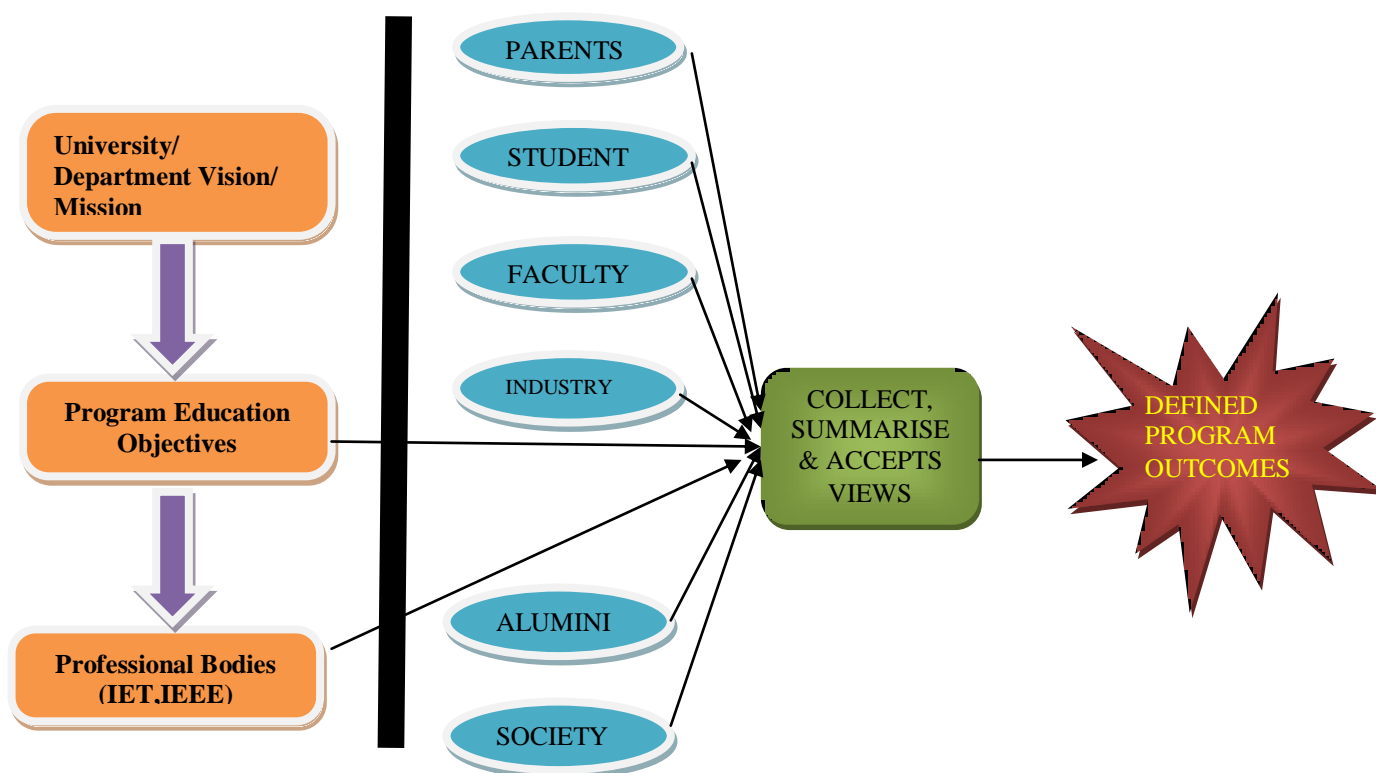 University/
Department Vision/
Mission
Program Education
Objectives
Professional Bodies
(IET,IEEE)
PARENTS
STUDENT
FACULTY
INDUSTRY
ALUMINI
SOCIETY
COLLECT,
SUMMARISE
& ACCEPTS
VIEWS
DEFINED
PROGRAM
OUTCOMES